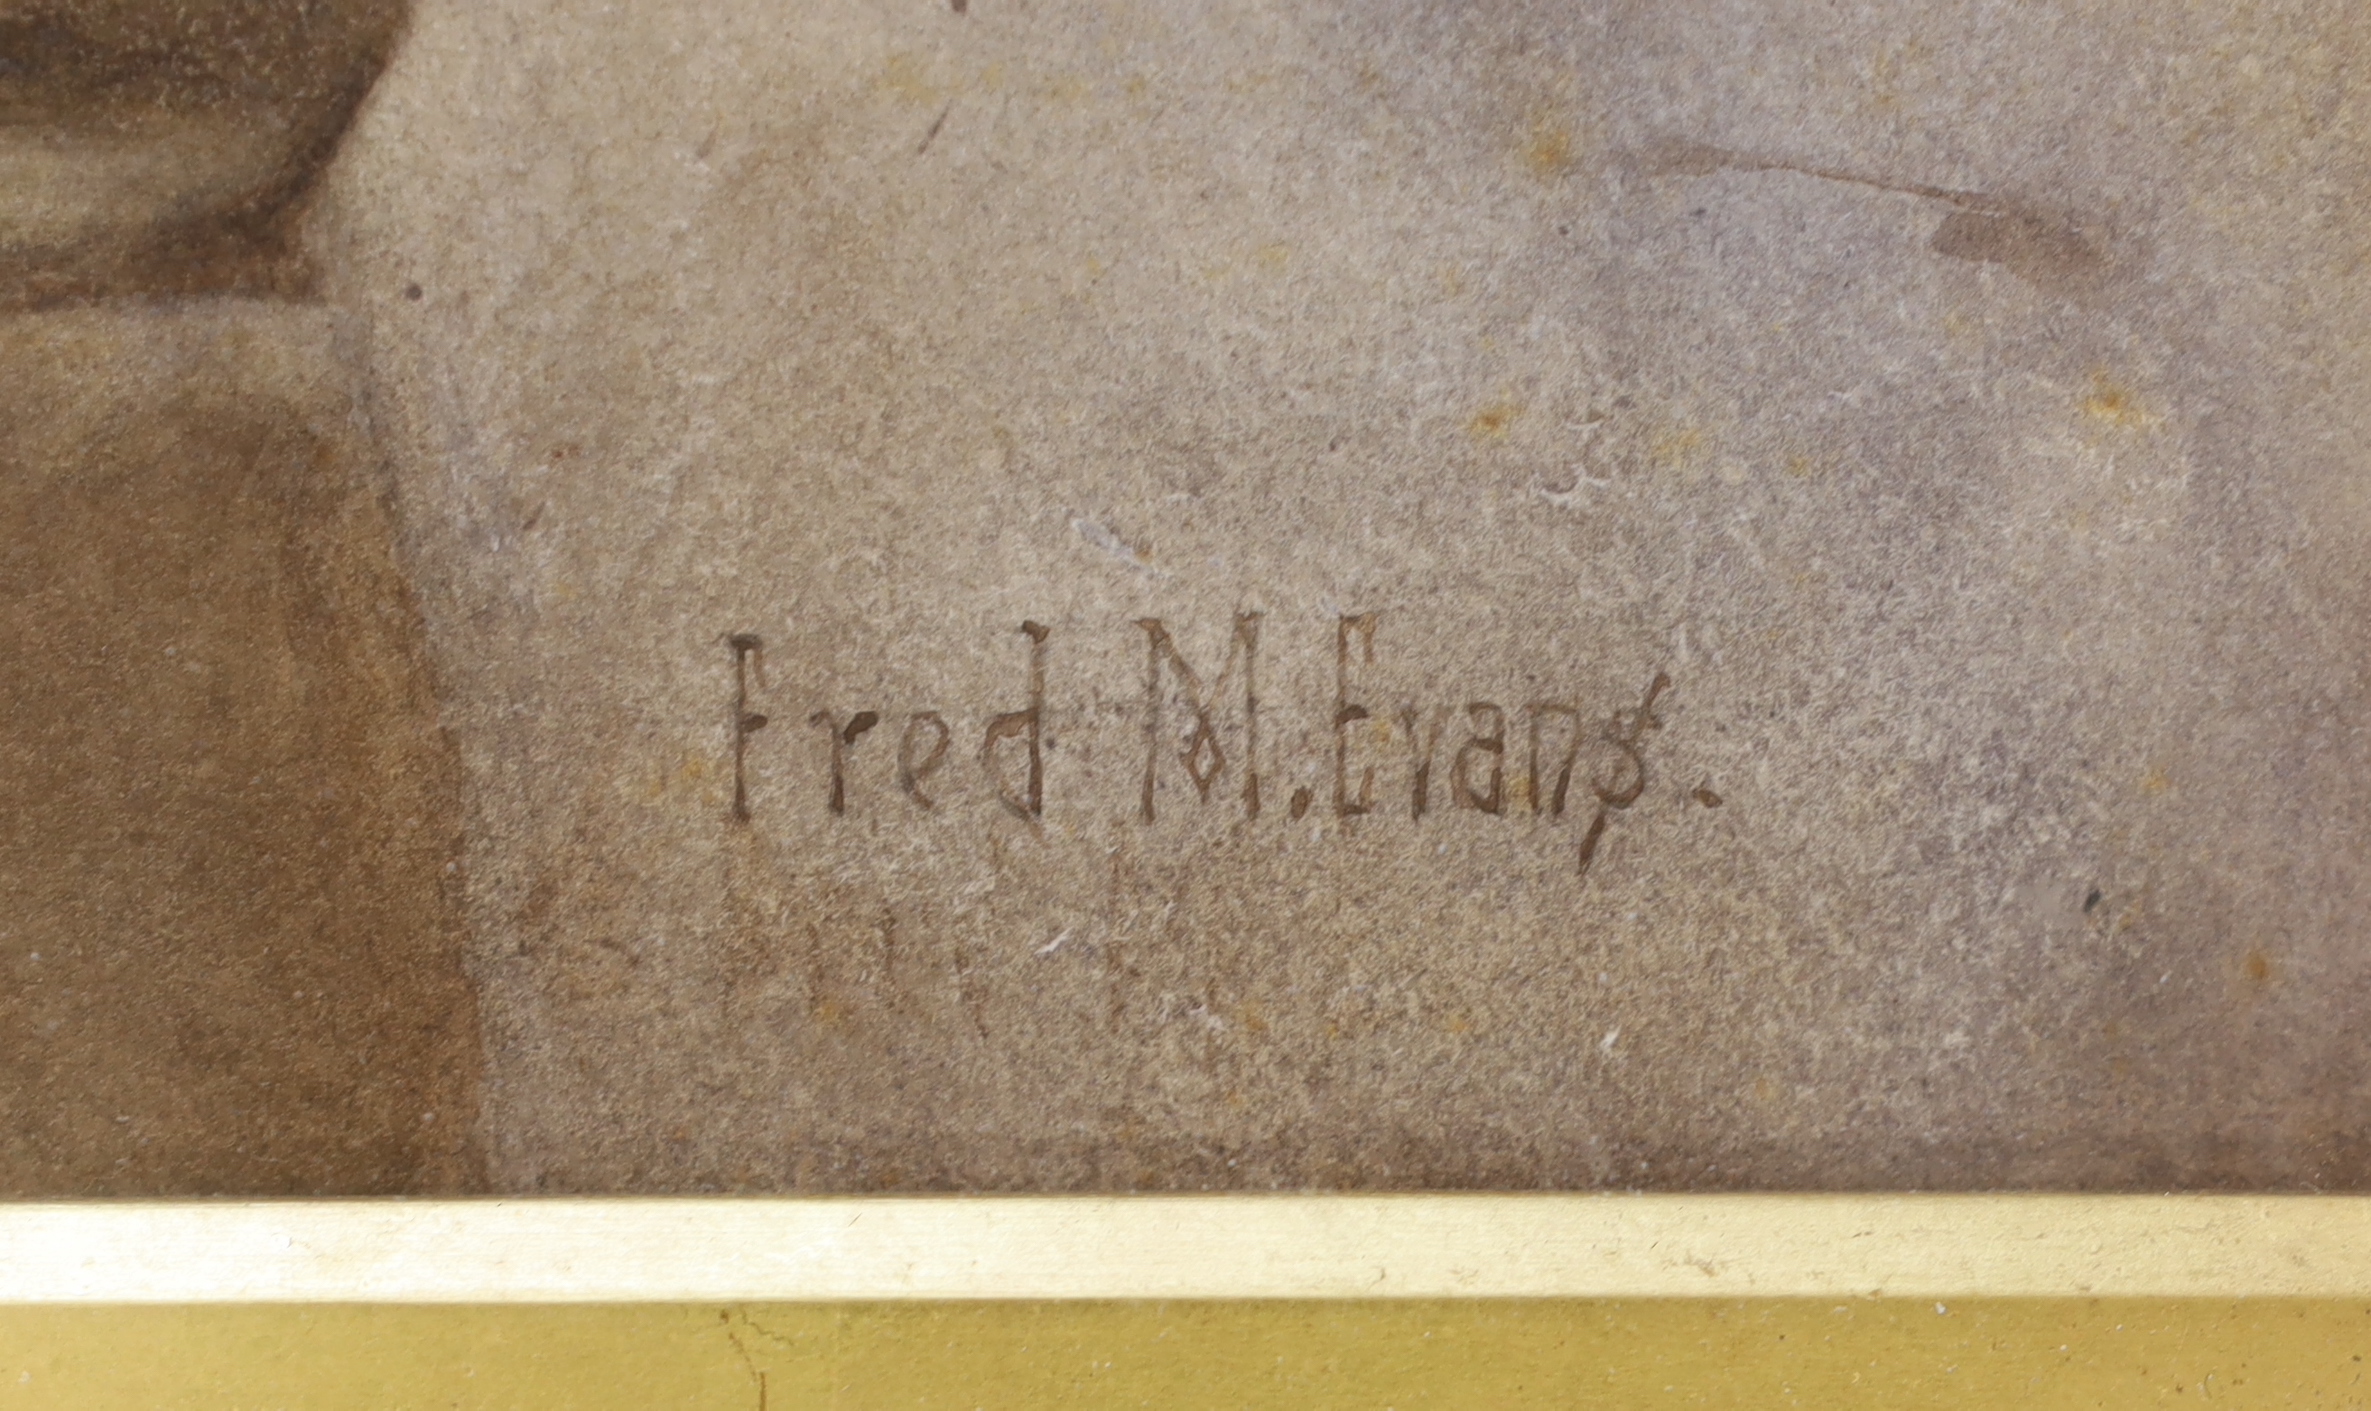 Fred M. Evans.